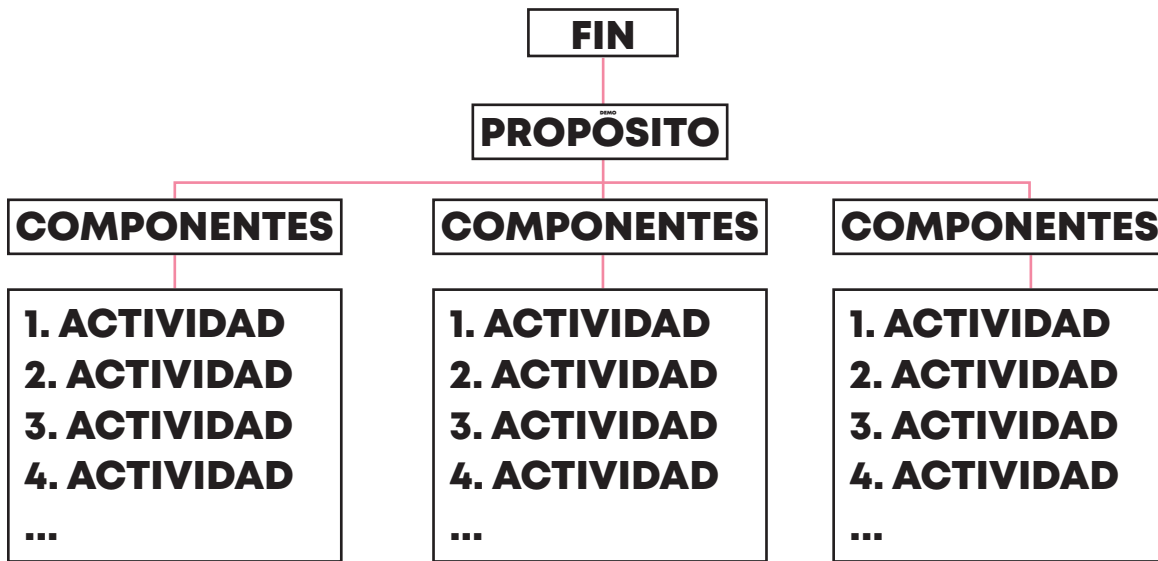 FIN
DEMO
PROPÓSITO
COMPONENTES COMPONENTES COMPONENTES
1. ACTIVIDAD 1. ACTIVIDAD 1. ACTIVIDAD
2. ACTIVIDAD 2. ACTIVIDAD 2. ACTIVIDAD
3. ACTIVIDAD 3. ACTIVIDAD 3. ACTIVIDAD
4. ACTIVIDAD 4. ACTIVIDAD 4. ACTIVIDAD
... ... ...